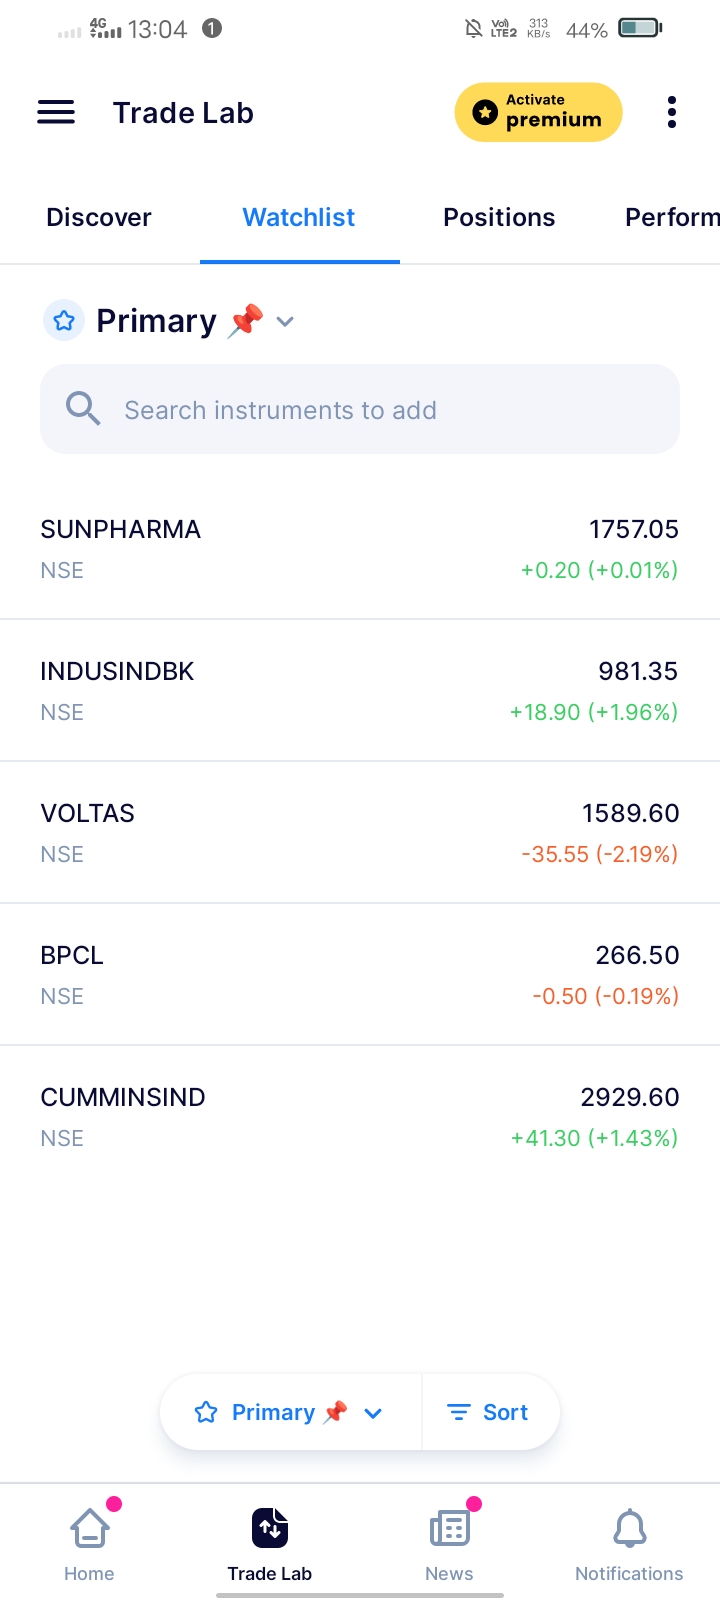 4G 13:04 1 Vo) LTE2 313 KB/s 44%
Trade Lab Activate premium
Discover Watchlist Positions Perform
Primary 📌
Search instruments to add
SUNPHARMA 1757.05
NSE +0.20 (+0.01%)
INDUSINDBK 981.35
NSE +18.90 (+1.96%)
VOLTAS 1589.60
NSE -35.55 (-2.19%)
BPCL 266.50
NSE -0.50 (-0.19%)
CUMMINSIND 2929.60
NSE +41.30 (+1.43%)
Primary 📌 Sort
Home Trade Lab News Notifications